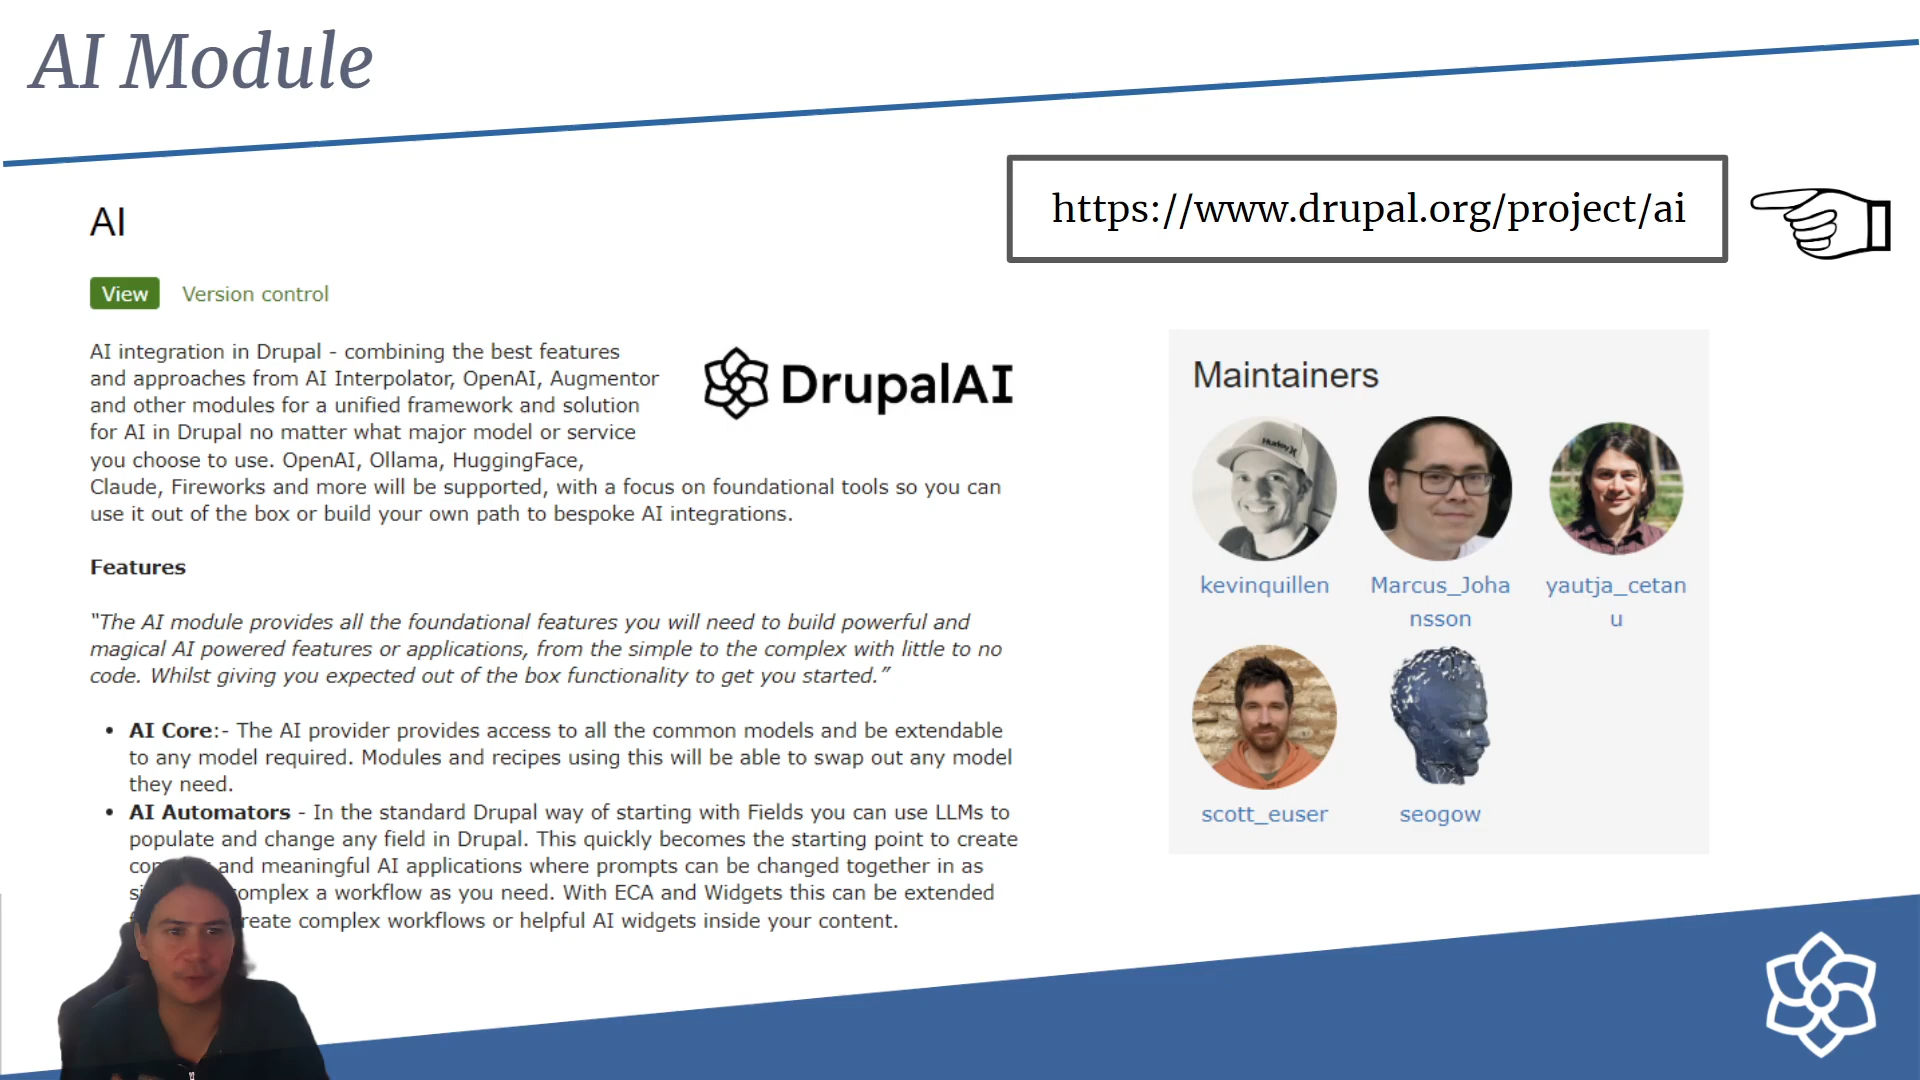 AI Module
https://www.drupal.org/project/ai
AI
View Version control
AI integration in Drupal - combining the best features
and approaches from AI Interpolator, OpenAI, Augmentor
and other modules for a unified framework and solution
for AI in Drupal no matter what major model or service
you choose to use. OpenAI, Ollama, HuggingFace,
Claude, Fireworks and more will be supported, with a focus on foundational tools so you can
use it out of the box or build your own path to bespoke AI integrations.
DrupalAI
Features
“The AI module provides all the foundational features you will need to build powerful and
magical AI powered features or applications, from the simple to the complex with little to no
code. Whilst giving you expected out of the box functionality to get you started.”
• AI Core:- The AI provider provides access to all the common models and be extendable
to any model required. Modules and recipes using this will be able to swap out any model
they need.
• AI Automators - In the standard Drupal way of starting with Fields you can use LLMs to
populate and change any field in Drupal. This quickly becomes the starting point to create
and meaningful AI applications where prompts can be changed together in as
complex a workflow as you need. With ECA and Widgets this can be extended
create complex workflows or helpful AI widgets inside your content.
Maintainers
Hurley
kevinquillen
Marcus_Joha
nsson
yautja_cetan
u
scott_euser
seogow